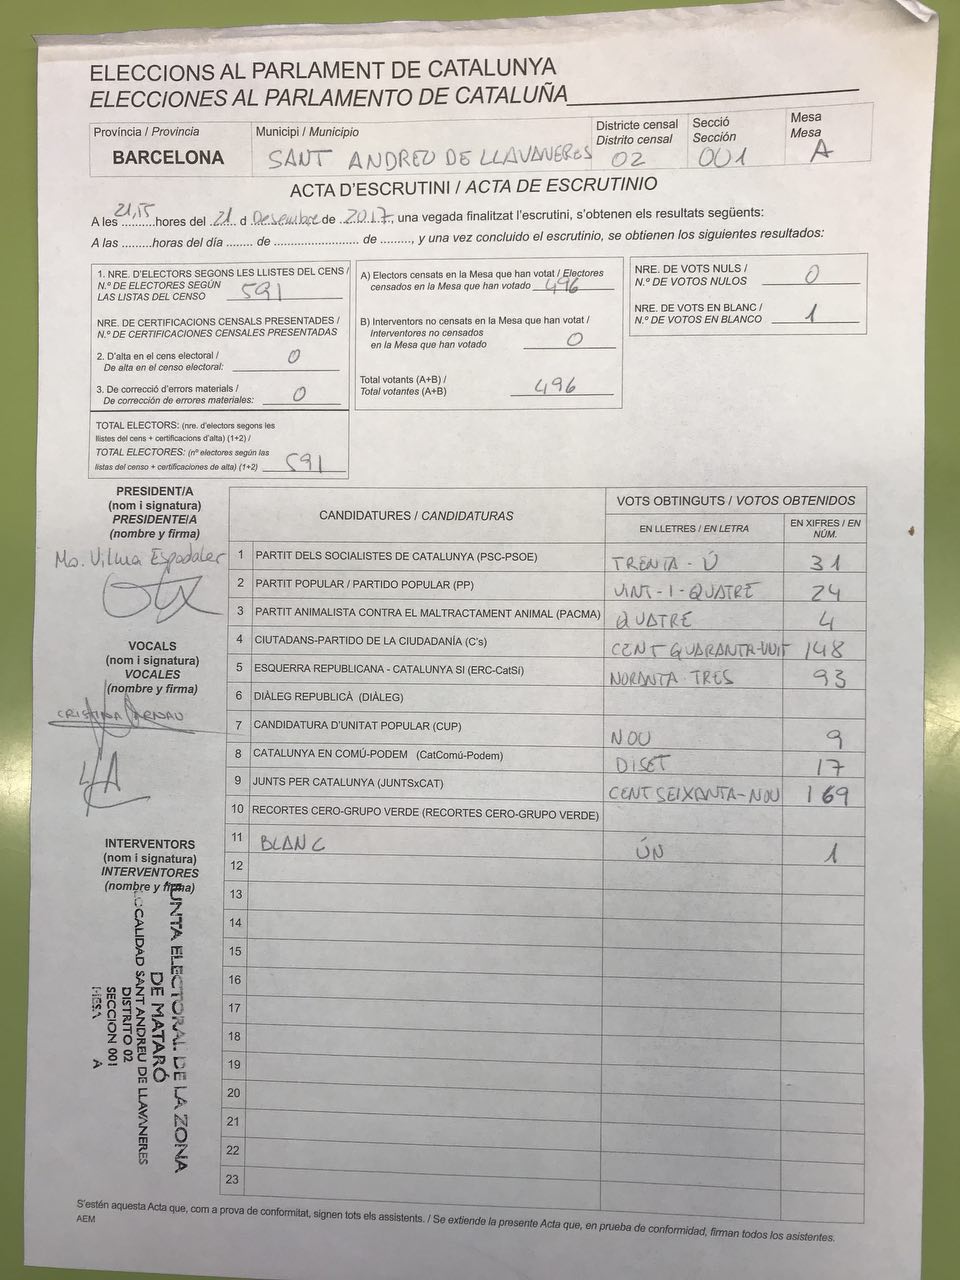 ELECCIONS AL PARLAMENT DE CATALUNYA
ELECCIONES AL PARLAMENTO DE CATALUÑA
Província / Provincia
BARCELONA
Municipi / Municipio
SANT ANDREU DE LLAVANERES
Districte censal
Distrito censal
02
Secció
Sección
001
Mesa
Mesa
A
ACTA D'ESCRUTINI / ACTA DE ESCRUTINIO
A les 21,15 hores del 21 d Desembre de 2017, una vegada finalitzat l'escrutini, s'obtenen els resultats següents:
A las .........horas del día ........ de ......................... de ........., y una vez concluido el escrutinio, se obtienen los siguientes resultados:
1. NRE. D'ELECTORS SEGONS LES LLISTES DEL CENS /
N.º DE ELECTORES SEGÚN
LAS LISTAS DEL CENSO 591
NRE. DE CERTIFICACIONS CENSALS PRESENTADES /
N.º DE CERTIFICACIONES CENSALES PRESENTADAS
2. D'alta en el cens electoral /
De alta en el censo electoral: 0
3. De correcció d'errors materials /
De corrección de errores materiales: 0
TOTAL ELECTORS: (nre. d'electors segons les
llistes del cens + certificacions d'alta) (1+2) /
TOTAL ELECTORES: (nº electores según las
listas del censo + certificaciones de alta) (1+2) 591
A) Electors censats en la Mesa que han votat / Electores
censados en la Mesa que han votado 496
B) Interventors no censats en la Mesa que han votat /
Interventores no censados
en la Mesa que han votado 0
Total votants (A+B) /
Total votantes (A+B) 496
NRE. DE VOTS NULS /
N.º DE VOTOS NULOS 0
NRE. DE VOTS EN BLANC /
N.º DE VOTOS EN BLANCO 1
PRESIDENT/A
(nom i signatura)
PRESIDENTE/A
(nombre y firma)
Ma. Vilma Espadaler
VOCALS
(nom i signatura)
VOCALES
(nombre y firma)
CRISTINA
INTERVENTORS
(nom i signatura)
INTERVENTORES
(nombre y firma)
JUNTA ELECTORAL DE LA ZONA
DE MATARÓ
LOCALIDAD SANT ANDREU DE LLAVANERES
DISTRITO 02
SECCION 001
MESA A
CANDIDATURES / CANDIDATURAS
VOTS OBTINGUTS / VOTOS OBTENIDOS
EN LLETRES / EN LETRA
EN XIFRES / EN NÚM.
1 PARTIT DELS SOCIALISTES DE CATALUNYA (PSC-PSOE) TRENTA-Ú 31
2 PARTIT POPULAR / PARTIDO POPULAR (PP) VINT-I-QUATRE 24
3 PARTIT ANIMALISTA CONTRA EL MALTRACTAMENT ANIMAL (PACMA) QUATRE 4
4 CIUTADANS-PARTIDO DE LA CIUDADANÍA (C's) CENT QUARANTA-VUIT 148
5 ESQUERRA REPUBLICANA - CATALUNYA SI (ERC-CatSí) NORANTA TRES 93
6 DIÀLEG REPUBLICÀ (DIÀLEG)
7 CANDIDATURA D'UNITAT POPULAR (CUP) NOU 9
8 CATALUNYA EN COMÚ-PODEM (CatComú-Podem) DISET 17
9 JUNTS PER CATALUNYA (JUNTSxCAT) CENT SEIXANTA-NOU 169
10 RECORTES CERO-GRUPO VERDE (RECORTES CERO-GRUPO VERDE)
11 BLANC ÚN 1
12
13
14
15
16
17
18
19
20
21
22
23
S'estén aquesta Acta que, com a prova de conformitat, signen tots els assistents. / Se extiende la presente Acta que, en prueba de conformidad, firman todos los asistentes.
AEM